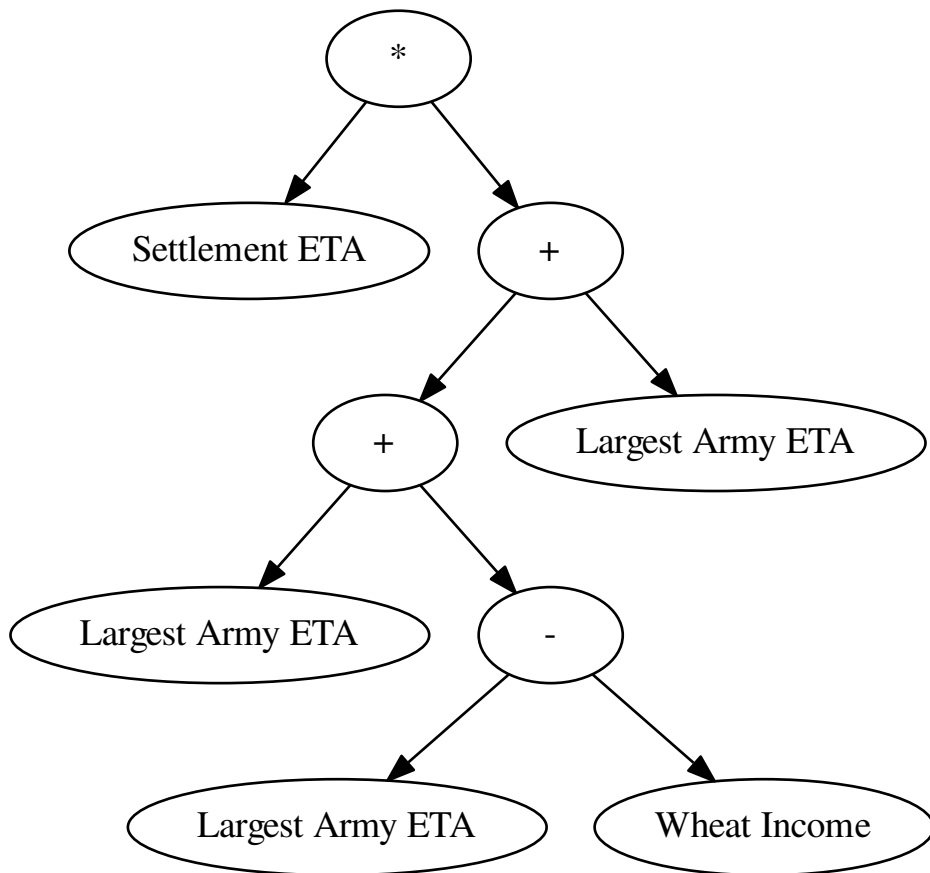 *
Settlement ETA
+
+
Largest Army ETA
Largest Army ETA
-
Largest Army ETA
Wheat Income